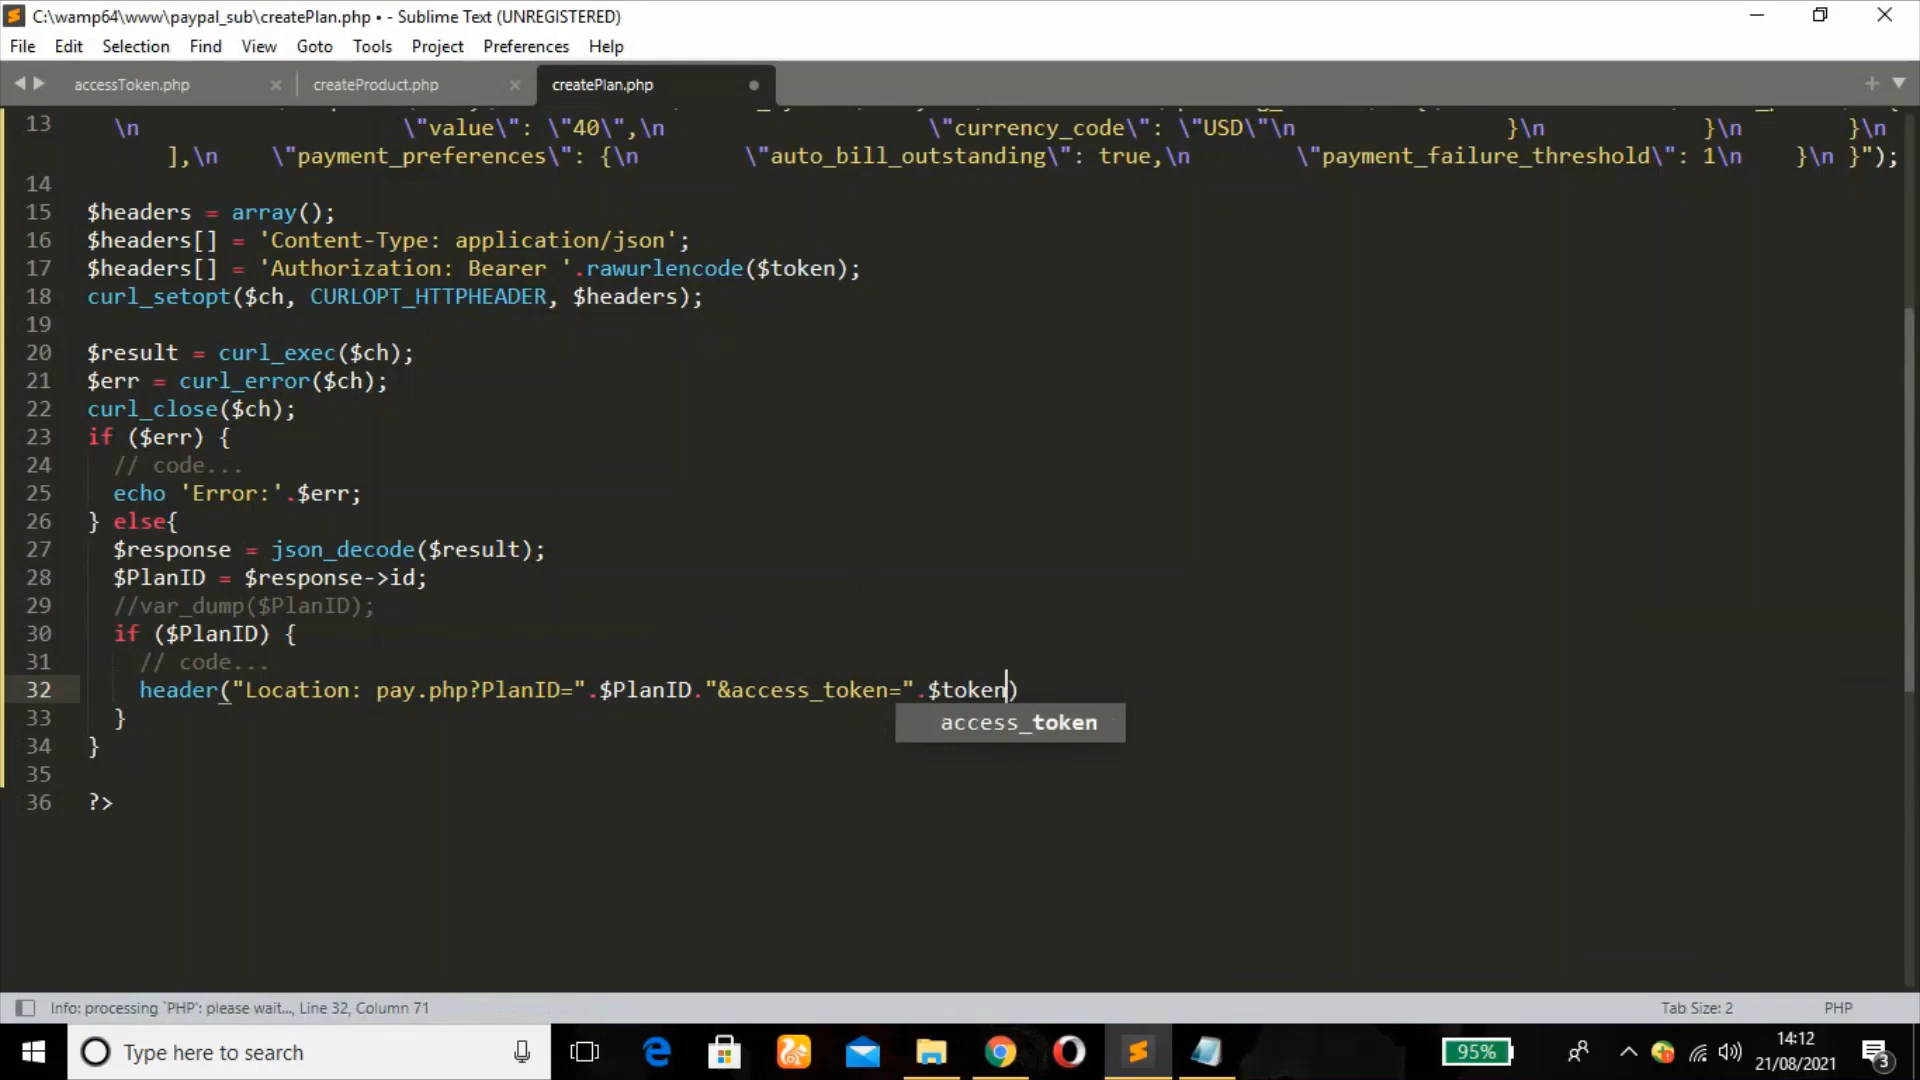 C:\wamp64\www\paypal_sub\createPlan.php • - Sublime Text (UNREGISTERED)
File Edit Selection Find View Goto Tools Project Preferences Help
accessToken.php createProduct.php createPlan.php
13 \n \"value\": \"40\",\n \"currency_code\": \"USD\"\n }\n }\n }\n
],\n \"payment_preferences\": {\n \"auto_bill_outstanding\": true,\n \"payment_failure_threshold\": 1\n }\n }");
14
15 $headers = array();
16 $headers[] = 'Content-Type: application/json';
17 $headers[] = 'Authorization: Bearer '.rawurlencode($token);
18 curl_setopt($ch, CURLOPT_HTTPHEADER, $headers);
19
20 $result = curl_exec($ch);
21 $err = curl_error($ch);
22 curl_close($ch);
23 if ($err) {
24 // code...
25 echo 'Error:'.$err;
26 } else{
27 $response = json_decode($result);
28 $PlanID = $response->id;
29 //var_dump($PlanID);
30 if ($PlanID) {
31 // code...
32 header("Location: pay.php?PlanID=".$PlanID."&access_token=".$token)
access_token
33 }
34 }
35
36 ?>
Info: processing `PHP': please wait..., Line 32, Column 71 Tab Size: 2 PHP
Type here to search 95% 14:12
21/08/2021 3